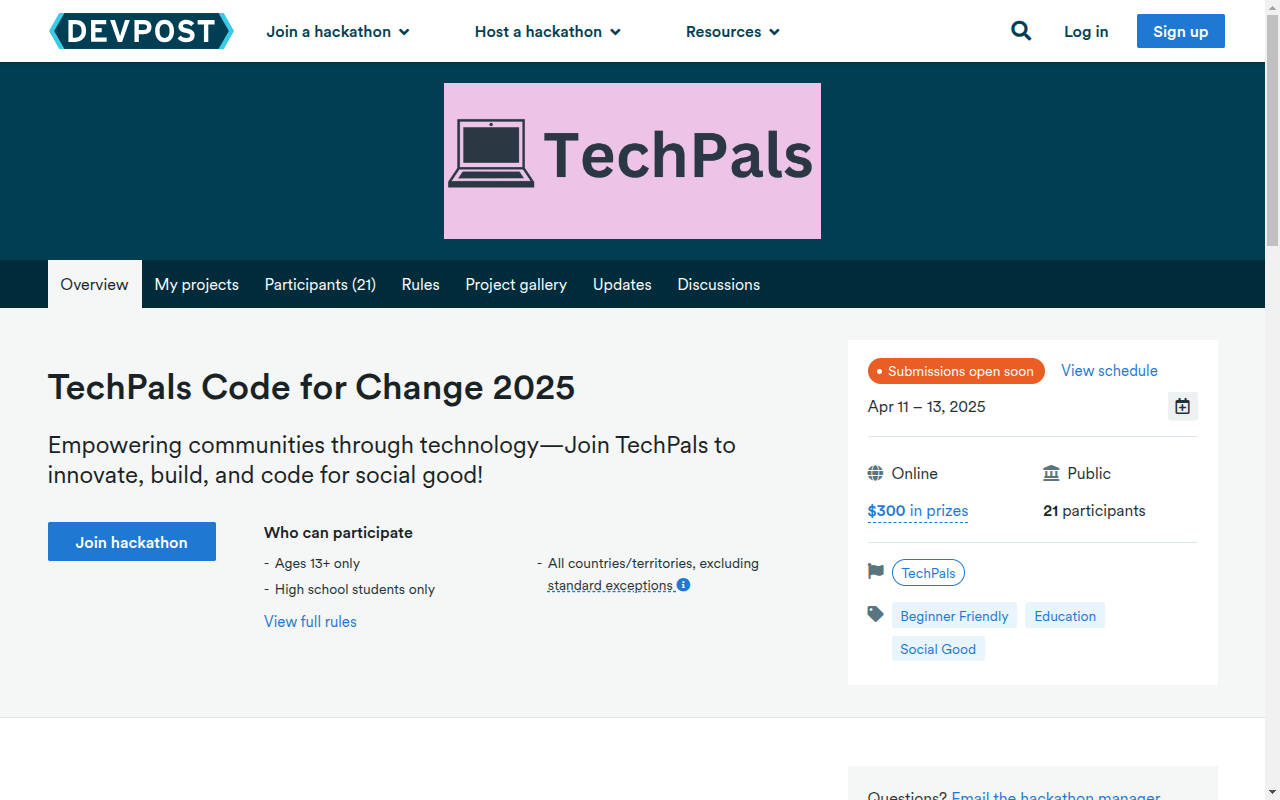 DEVPOST Join a hackathon Host a hackathon Resources Log in Sign up
TechPals
Overview My projects Participants (21) Rules Project gallery Updates Discussions
TechPals Code for Change 2025
Empowering communities through technology—Join TechPals to
innovate, build, and code for social good!
Join hackathon
Who can participate
- Ages 13+ only
- High school students only
- All countries/territories, excluding
standard exceptions
View full rules
Submissions open soon View schedule
Apr 11 – 13, 2025
Online Public
$300 in prizes 21 participants
TechPals
Beginner Friendly Education
Social Good
Questions? Email the hackathon manager